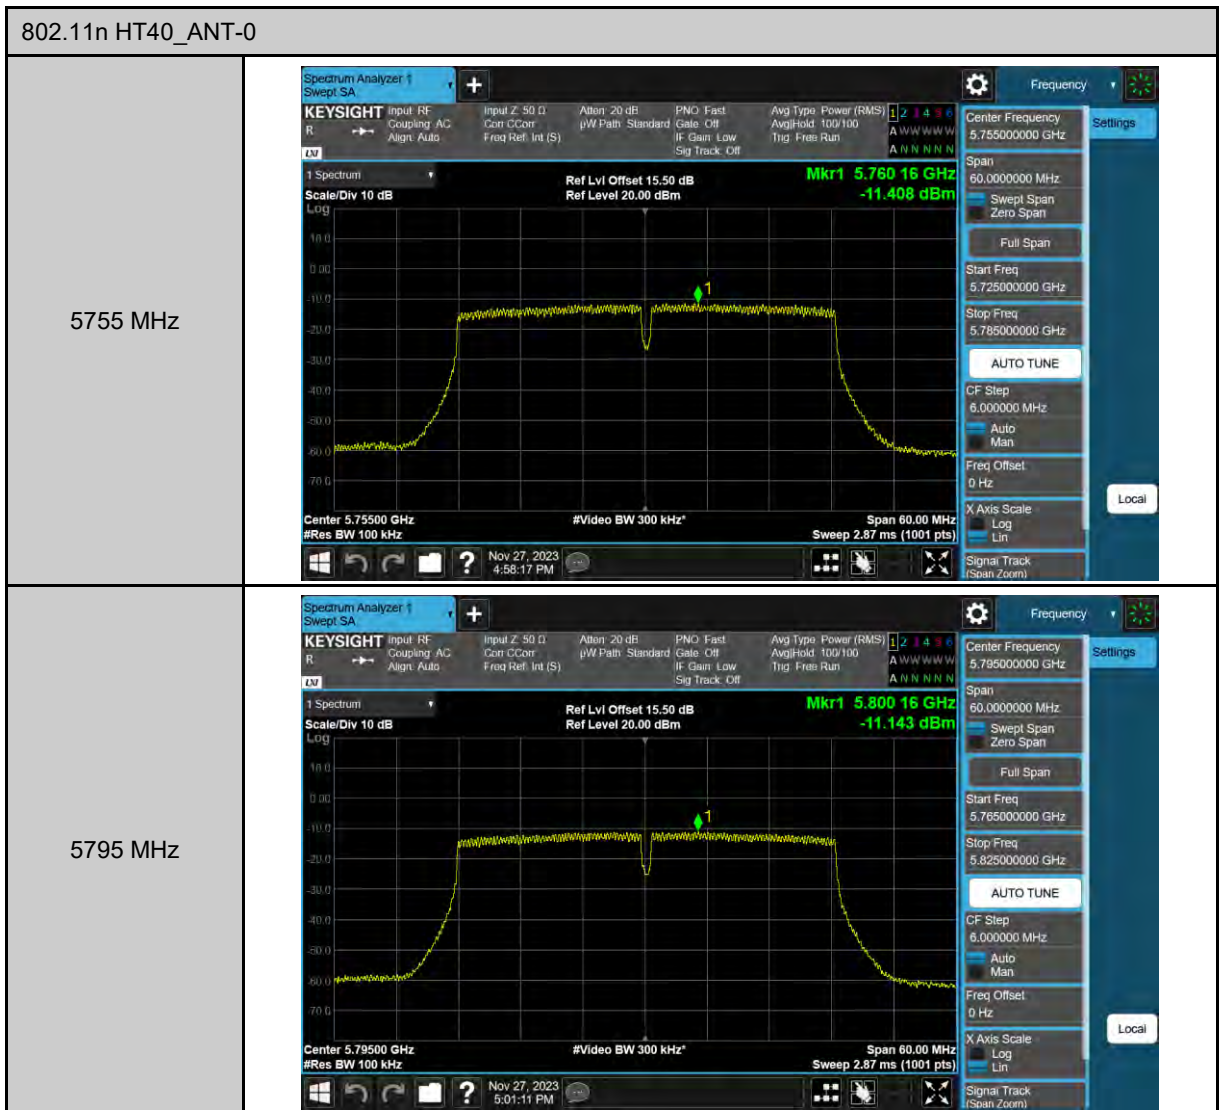 802.11n HT40_ANT-0
5755 MHz
Spectrum Analyzer 1
Swept SA
+
Frequency
KEYSIGHT
R
LXI
Input: RF
Coupling: AC
Align: Auto
Input Z: 50 Ω
Corr CCorr
Freq Ref: Int (S)
Atten: 20 dB
µW Path: Standard
PNO: Fast
Gate: Off
IF Gain: Low
Sig Track: Off
Avg Type: Power (RMS)
Avg|Hold: 100/100
Trig: Free Run
1 2 3 4 5 6
A W W W W W
A N N N N N
1 Spectrum
Scale/Div 10 dB
Log
Ref Lvl Offset 15.50 dB
Ref Level 20.00 dBm
Mkr1 5.760 16 GHz
-11.408 dBm
10.0
0.00
-10.0
-20.0
-30.0
-40.0
-50.0
-60.0
-70.0
1
Center 5.75500 GHz
#Res BW 100 kHz
#Video BW 300 kHz*
Span 60.00 MHz
Sweep 2.87 ms (1001 pts)
?
Nov 27, 2023
4:58:17 PM
Center Frequency
5.755000000 GHz
Span
60.0000000 MHz
Swept Span
Zero Span
Full Span
Start Freq
5.725000000 GHz
Stop Freq
5.785000000 GHz
AUTO TUNE
CF Step
6.000000 MHz
Auto
Man
Freq Offset
0 Hz
X Axis Scale
Log
Lin
Signal Track
(Span Zoom)
Settings
Local
5795 MHz
Spectrum Analyzer 1
Swept SA
+
Frequency
KEYSIGHT
R
LXI
Input: RF
Coupling: AC
Align: Auto
Input Z: 50 Ω
Corr CCorr
Freq Ref: Int (S)
Atten: 20 dB
µW Path: Standard
PNO: Fast
Gate: Off
IF Gain: Low
Sig Track: Off
Avg Type: Power (RMS)
Avg|Hold: 100/100
Trig: Free Run
1 2 3 4 5 6
A W W W W W
A N N N N N
1 Spectrum
Scale/Div 10 dB
Log
Ref Lvl Offset 15.50 dB
Ref Level 20.00 dBm
Mkr1 5.800 16 GHz
-11.143 dBm
10.0
0.00
-10.0
-20.0
-30.0
-40.0
-50.0
-60.0
-70.0
1
Center 5.79500 GHz
#Res BW 100 kHz
#Video BW 300 kHz*
Span 60.00 MHz
Sweep 2.87 ms (1001 pts)
?
Nov 27, 2023
5:01:11 PM
Center Frequency
5.795000000 GHz
Span
60.0000000 MHz
Swept Span
Zero Span
Full Span
Start Freq
5.765000000 GHz
Stop Freq
5.825000000 GHz
AUTO TUNE
CF Step
6.000000 MHz
Auto
Man
Freq Offset
0 Hz
X Axis Scale
Log
Lin
Signal Track
(Span Zoom)
Settings
Local